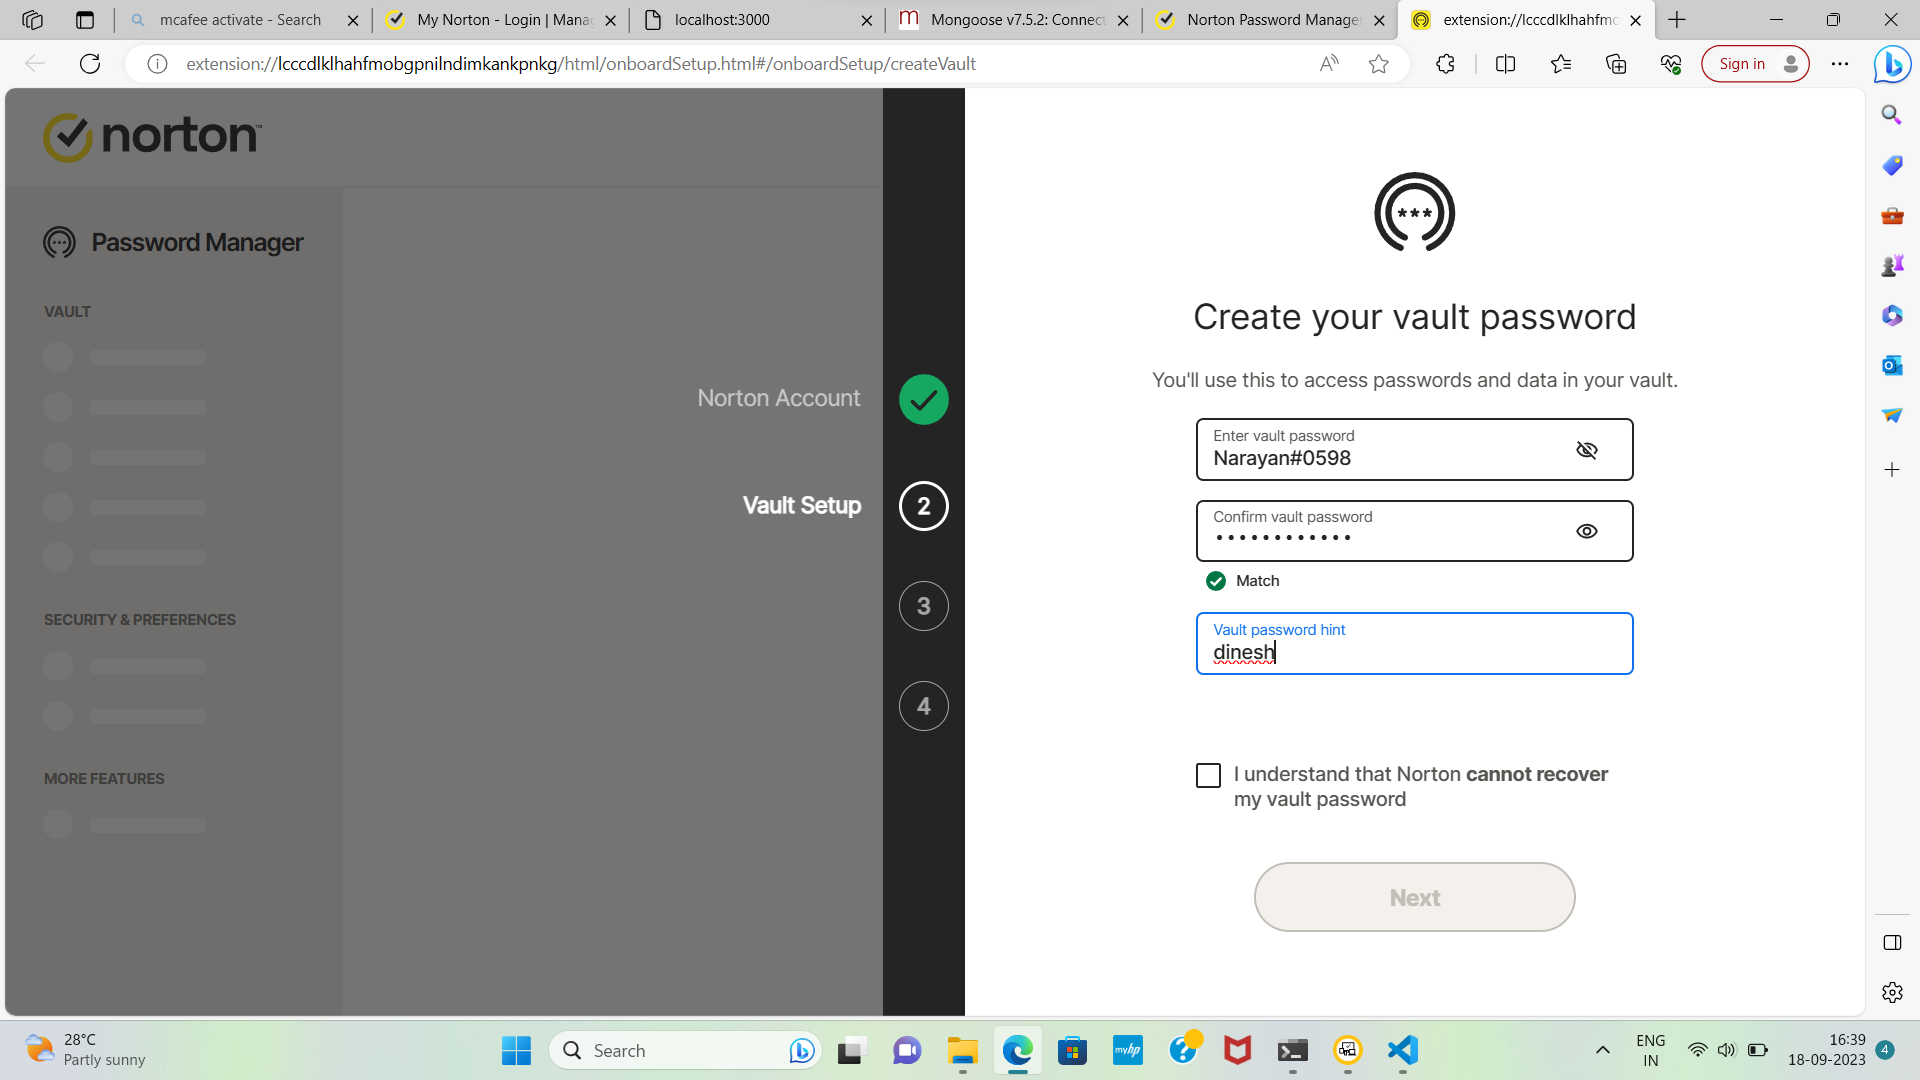 mcafee activate - Search
My Norton - Login | Mana
localhost:3000
Mongoose v7.5.2: Connect
Norton Password Manager
extension://lcccdlklhahfmo
extension://lcccdlklhahfmobgpnilndimkankpnkg/html/onboardSetup.html#/onboardSetup/createVault
Sign in
norton
Password Manager
VAULT
SECURITY & PREFERENCES
MORE FEATURES
Norton Account
Vault Setup
2
3
4
Create your vault password
You'll use this to access passwords and data in your vault.
Enter vault password
Narayan#0598
Confirm vault password
••••••••••••
Match
Vault password hint
dinesh
I understand that Norton cannot recover
my vault password
Next
28°C
Partly sunny
Search
myhp
ENG
IN
16:39
18-09-2023
4